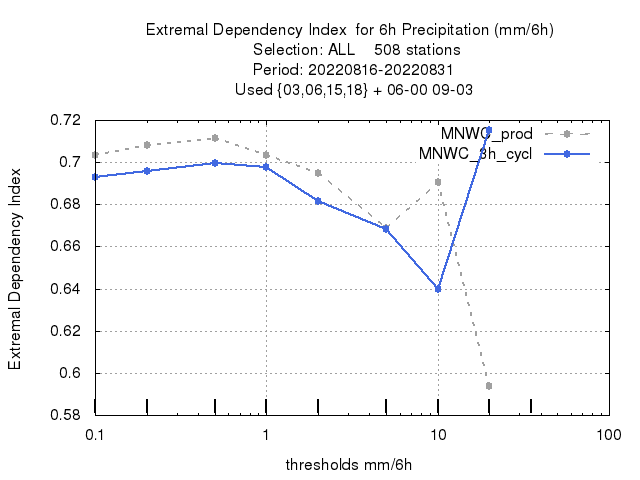 Extremal Dependency Index  for 6h Precipitation (mm/6h)
Selection: ALL    508 stations
Period: 20220816-20220831
Used {03,06,15,18} + 06-00 09-03
MNWC_prod
MNWC_3h_cycl
Extremal Dependency Index
0.72
0.7
0.68
0.66
0.64
0.62
0.6
0.58
0.1 1 10 100
thresholds mm/6h